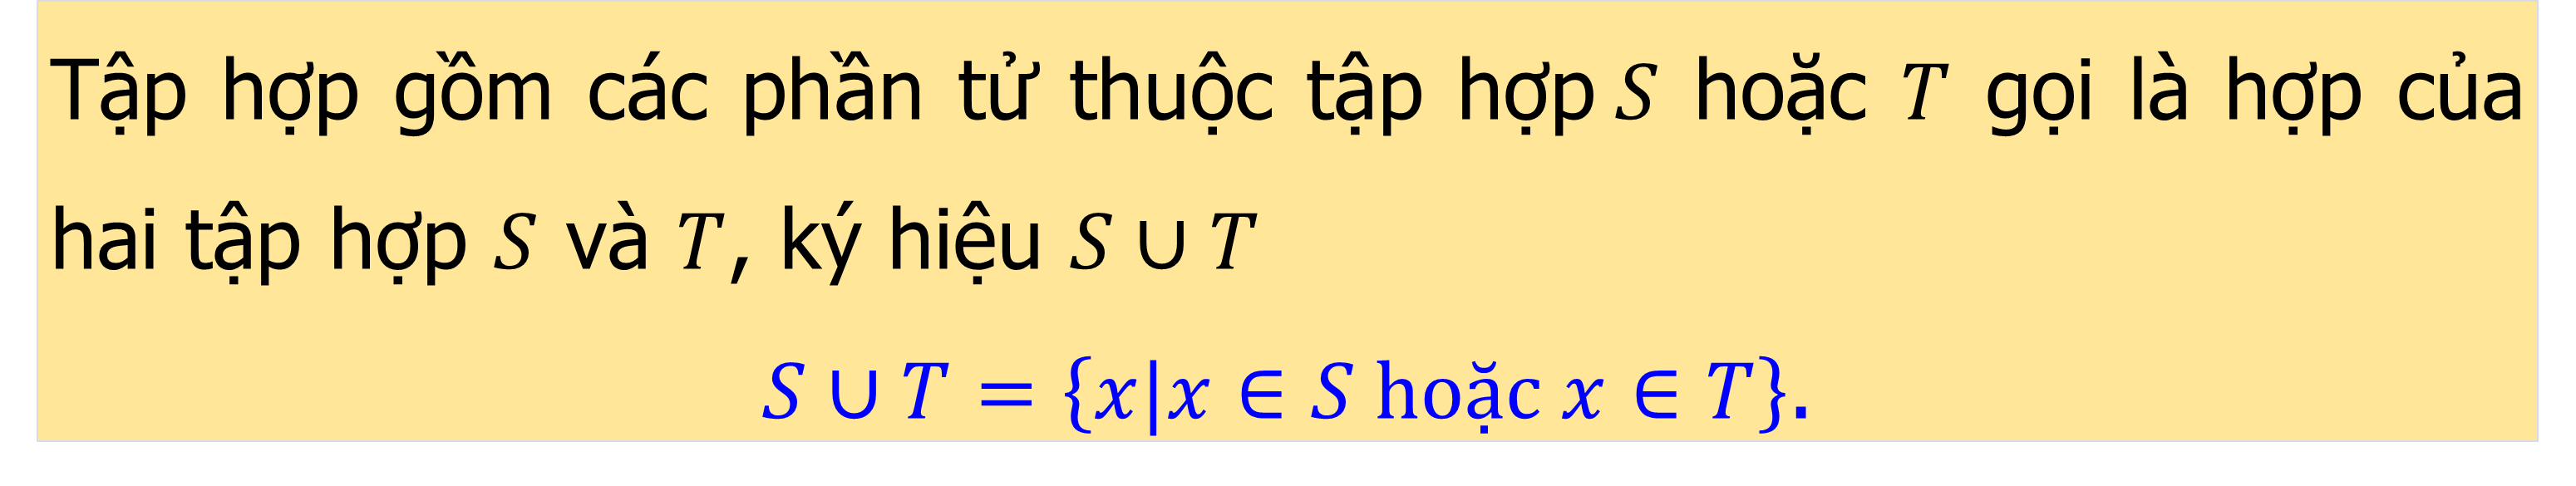 Tập hợp gồm các phần tử thuộc tập hợp S hoặc T gọi là hợp của
hai tập hợp S và T, ký hiệu S ∪ T
S ∪ T = {x|x ∈ S hoặc x ∈ T}.